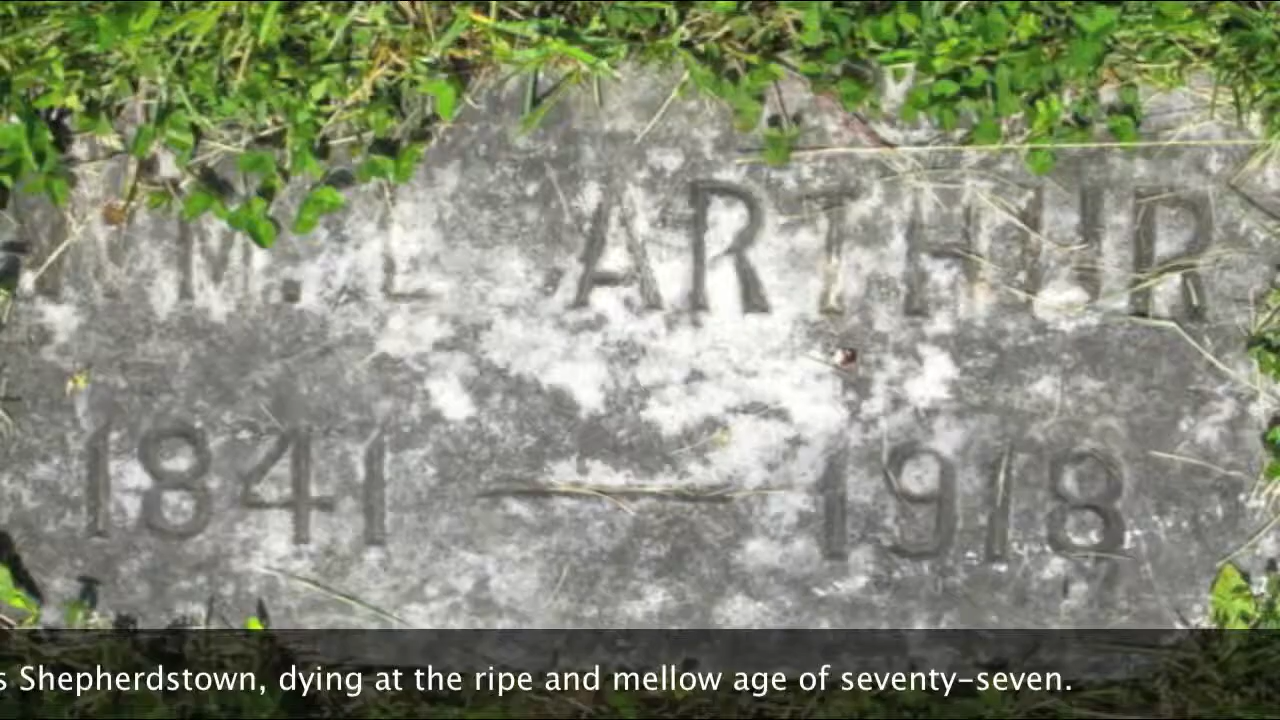 M. L ARTHUR
1841 — 1918
s Shepherdstown, dying at the ripe and mellow age of seventy-seven.